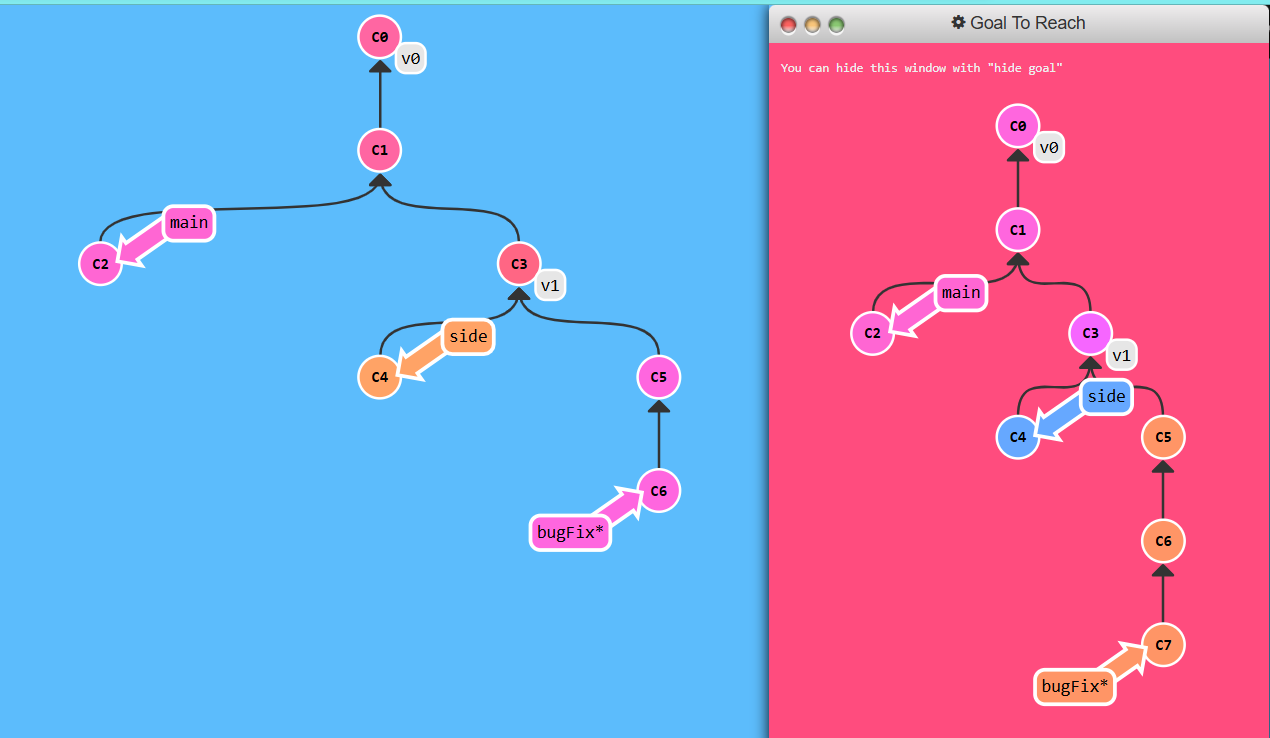 C0
v0
C1
main
C2
C3
v1
side
C4
C5
C6
bugFix*
Goal To Reach
You can hide this window with "hide goal"
C0
v0
C1
main
C2
C3
v1
side
C4
C5
C6
C7
bugFix*